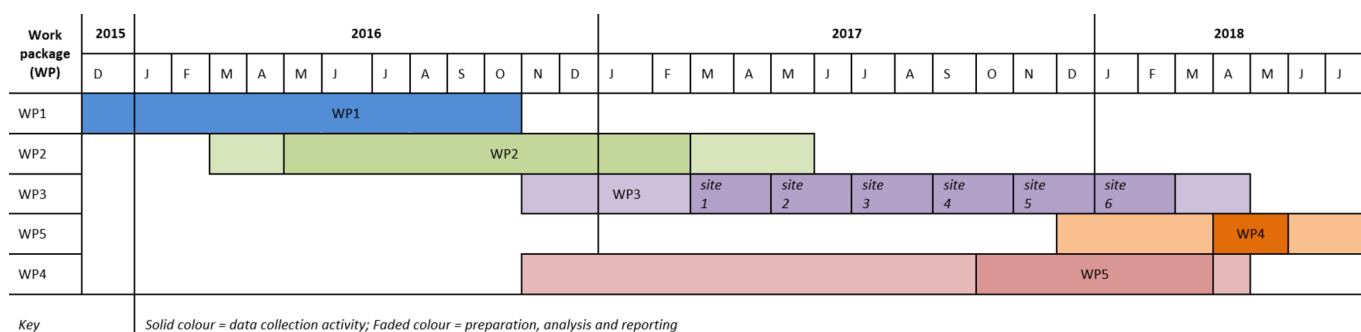 Work package (WP) 2015 2016 2017 2018
D J F M A M J J A S O N D J F M A M J J A S O N D J F M A M J J
WP1 WP1
WP2 WP2
WP3 WP3 site 1 site 2 site 3 site 4 site 5 site 6
WP5 WP4
WP4 WP5
Key Solid colour = data collection activity; Faded colour = preparation, analysis and reporting